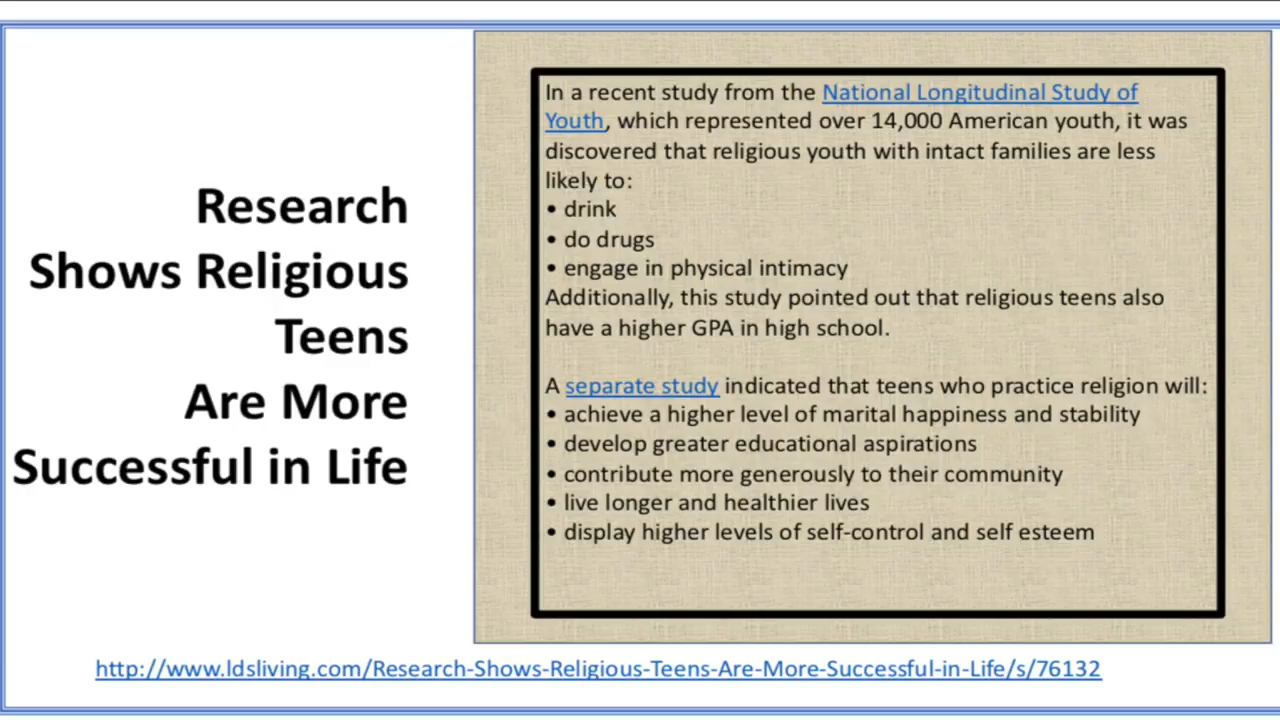 Research
Shows Religious
Teens
Are More
Successful in Life
In a recent study from the National Longitudinal Study of
Youth, which represented over 14,000 American youth, it was
discovered that religious youth with intact families are less
likely to:
• drink
• do drugs
• engage in physical intimacy
Additionally, this study pointed out that religious teens also
have a higher GPA in high school.
A separate study indicated that teens who practice religion will:
• achieve a higher level of marital happiness and stability
• develop greater educational aspirations
• contribute more generously to their community
• live longer and healthier lives
• display higher levels of self-control and self esteem
http://www.ldsliving.com/Research-Shows-Religious-Teens-Are-More-Successful-in-Life/s/76132